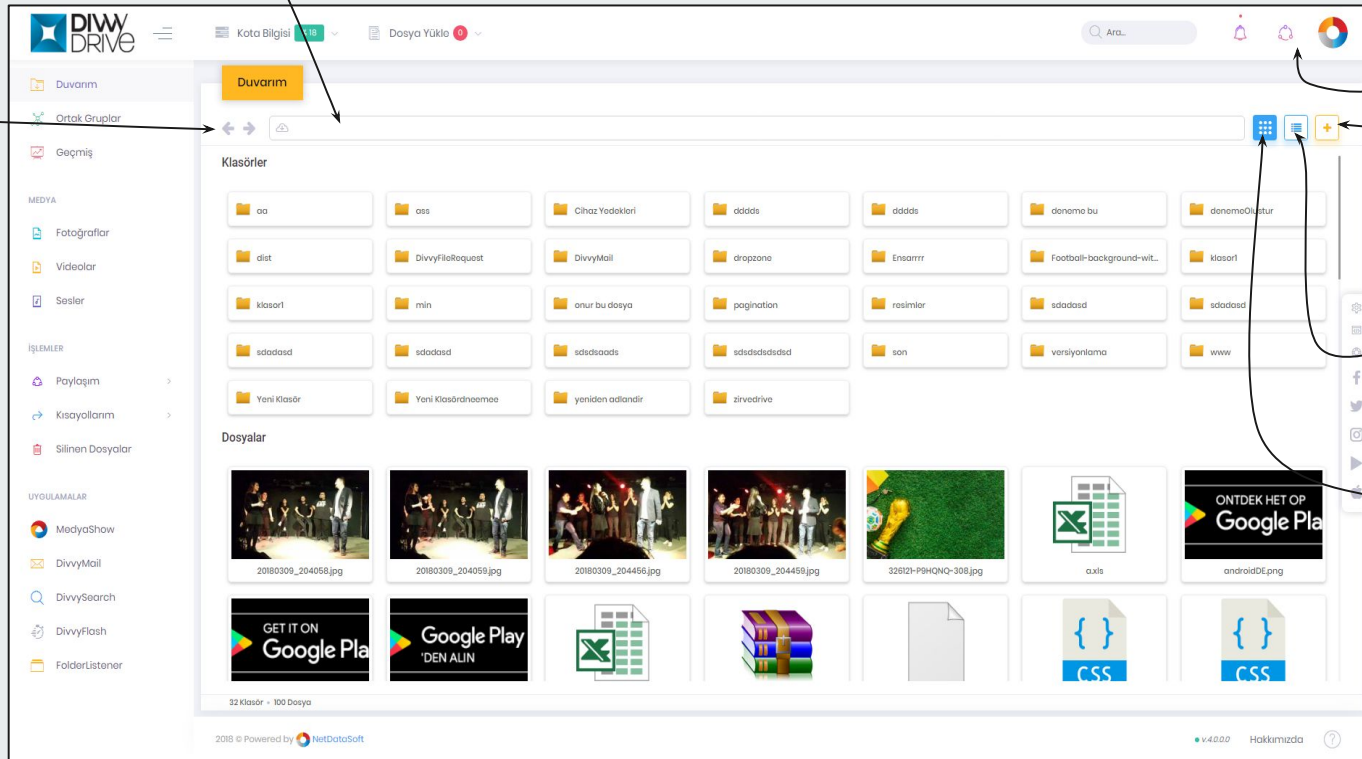 DIVVY DRIVE
Kota Bilgisi
Dosya Yükle 0
Ara...
Duvarım
Ortak Gruplar
Geçmiş
MEDYA
Fotoğraflar
Videolar
Sesler
İŞLEMLER
Paylaşım
Kısayollarım
Silinen Dosyalar
UYGULAMALAR
MedyaShow
DivvyMail
DivvySearch
DivvyFlash
FolderListener
Duvarım
Klasörler
aa ass Cihaz Yedekleri dddds dddds deneme bu denemeOlustur
dist DivvyFileRequest DivvyMail dropzone Ensarrrr Football-background-wit... klasor1
klasor1 min onur bu dosya pagination resimler sdadasd sdadasd
sdadasd sdadasd sdsdsaads sdsdsdsdsdsd son versiyonlama www
Yeni Klasör Yeni Klasördneemee yeniden adlandir zirvedrive
Dosyalar
ONTDEK HET OP
Google Pla
20180309_204058.jpg 20180309_204059.jpg 20180309_204456.jpg 20180309_204459.jpg 326121-P9HQNQ-308.jpg a.xls androidDE.png
GET IT ON
Google Pla
Google Play
'DEN ALIN
CSS
CSS
32 Klasör • 100 Dosya
2018 © Powered by NetDataSoft
v.4.0.0.0 Hakkımızda ?